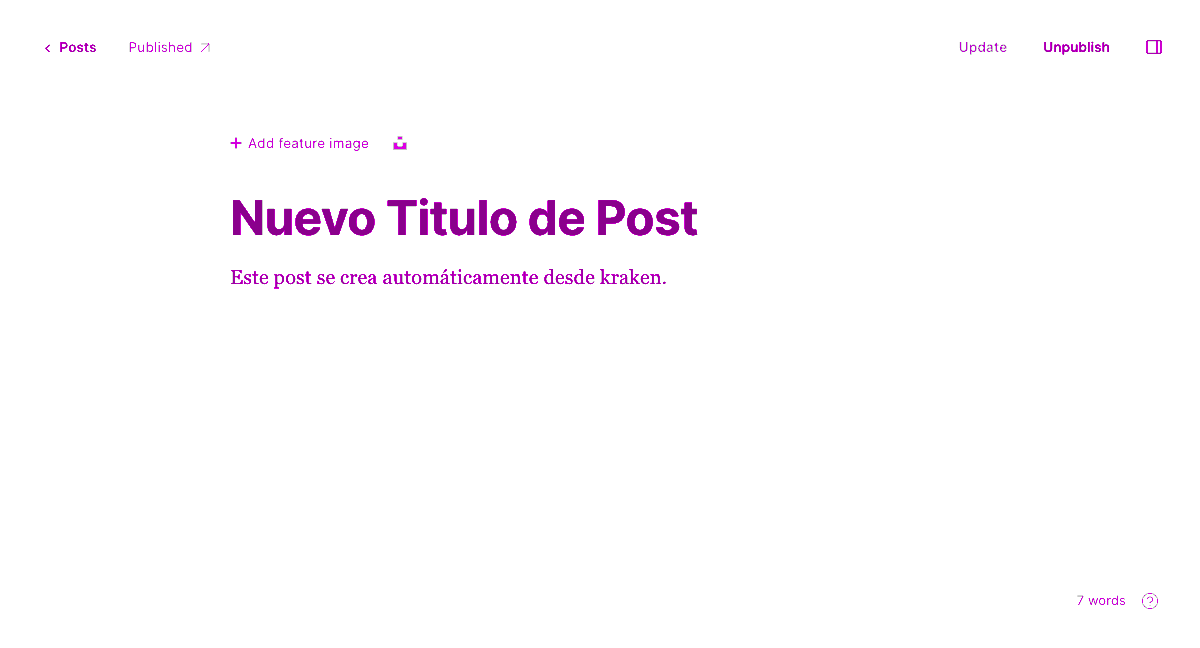 Posts Published Update Unpublish
Add feature image
Nuevo Titulo de Post
Este post se crea automáticamente desde kraken.
7 words